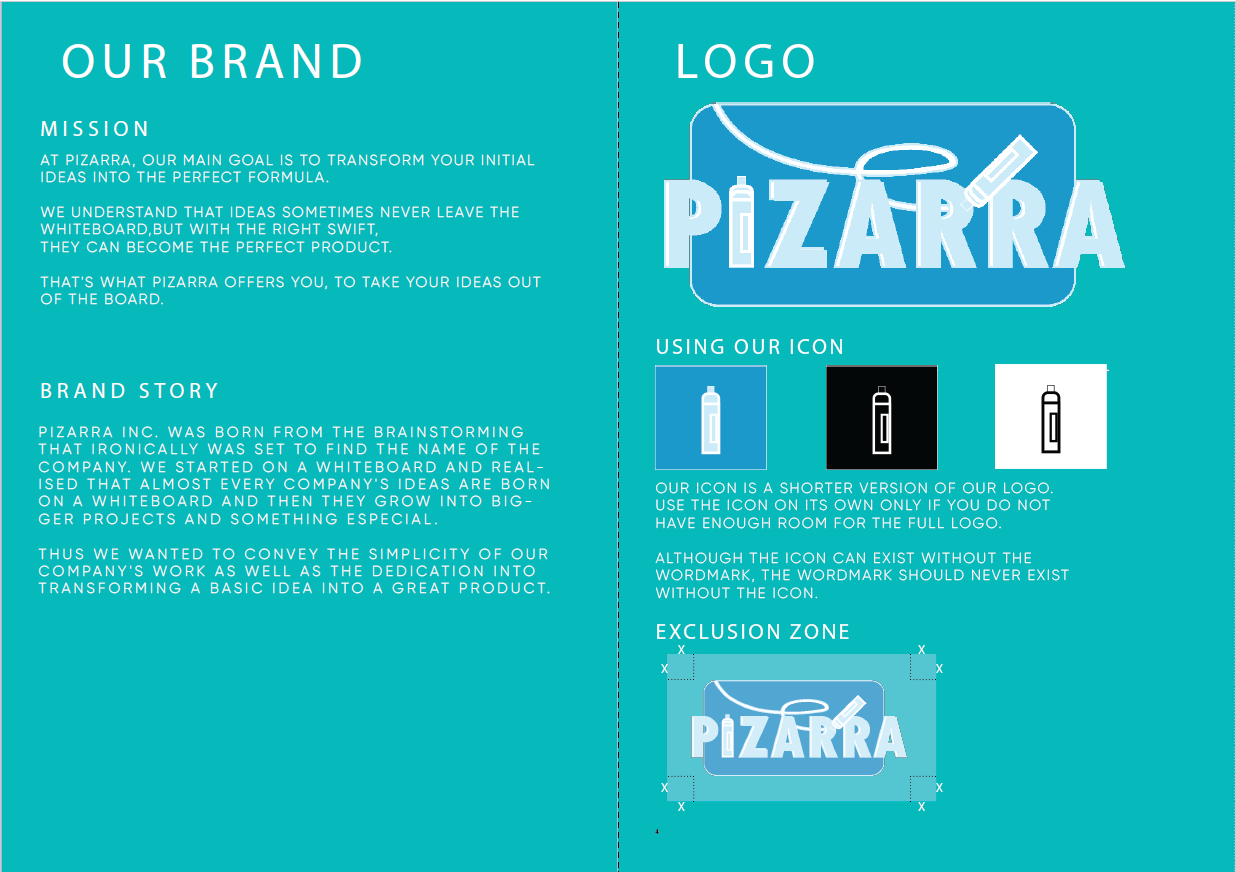 OUR BRAND
MISSION
AT PIZARRA, OUR MAIN GOAL IS TO TRANSFORM YOUR INITIAL
IDEAS INTO THE PERFECT FORMULA.
WE UNDERSTAND THAT IDEAS SOMETIMES NEVER LEAVE THE
WHITEBOARD,BUT WITH THE RIGHT SWIFT,
THEY CAN BECOME THE PERFECT PRODUCT.
THAT'S WHAT PIZARRA OFFERS YOU, TO TAKE YOUR IDEAS OUT
OF THE BOARD.
BRAND STORY
PIZARRA INC. WAS BORN FROM THE BRAINSTORMING
THAT IRONICALLY WAS SET TO FIND THE NAME OF THE
COMPANY. WE STARTED ON A WHITEBOARD AND REAL-
ISED THAT ALMOST EVERY COMPANY'S IDEAS ARE BORN
ON A WHITEBOARD AND THEN THEY GROW INTO BIG-
GER PROJECTS AND SOMETHING ESPECIAL.
THUS WE WANTED TO CONVEY THE SIMPLICITY OF OUR
COMPANY'S WORK AS WELL AS THE DEDICATION INTO
TRANSFORMING A BASIC IDEA INTO A GREAT PRODUCT.
LOGO
PiZARRA
USING OUR ICON
OUR ICON IS A SHORTER VERSION OF OUR LOGO.
USE THE ICON ON ITS OWN ONLY IF YOU DO NOT
HAVE ENOUGH ROOM FOR THE FULL LOGO.
ALTHOUGH THE ICON CAN EXIST WITHOUT THE
WORDMARK, THE WORDMARK SHOULD NEVER EXIST
WITHOUT THE ICON.
EXCLUSION ZONE
X X
X X
PiZARRA
X X
X X